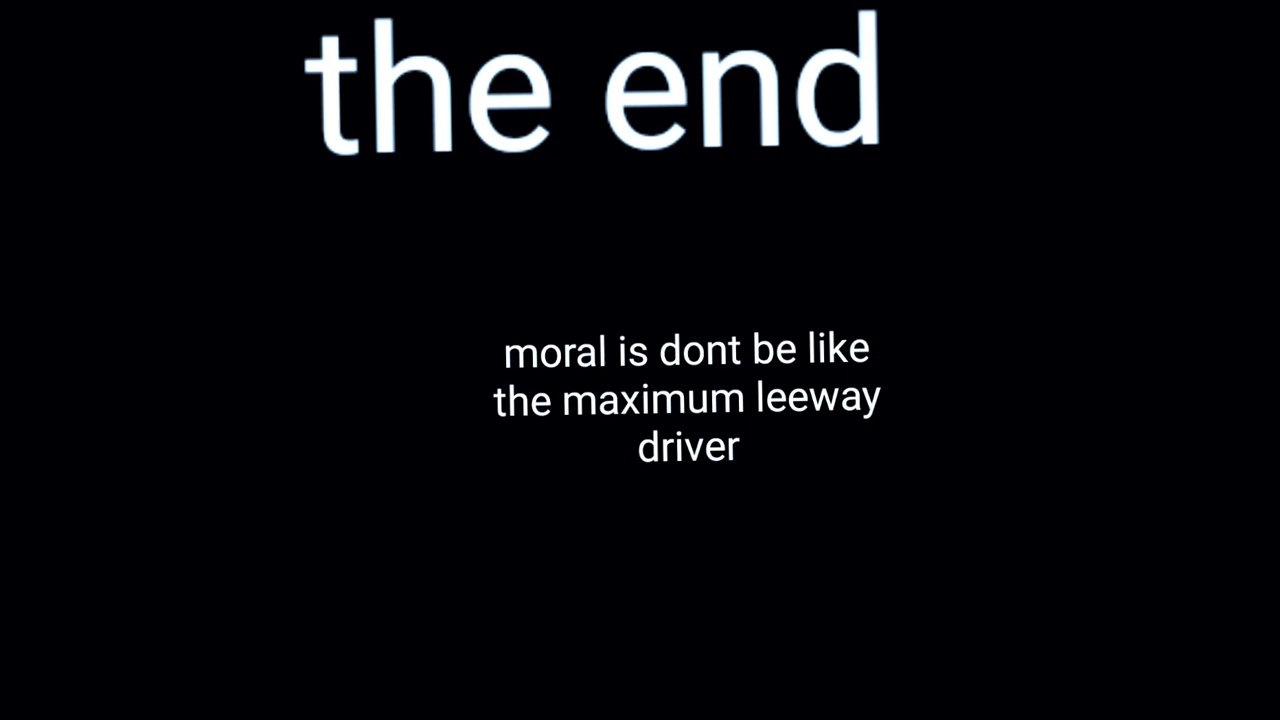 the end
moral is dont be like
the maximum leeway
driver